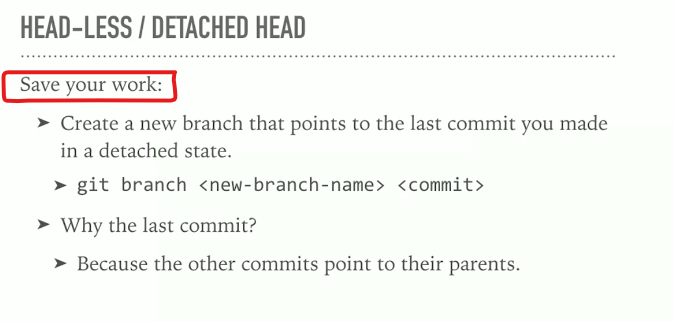 HEAD-LESS / DETACHED HEAD
Save your work:
➤ Create a new branch that points to the last commit you made
in a detached state.
➤ git branch <new-branch-name> <commit>
➤ Why the last commit?
➤ Because the other commits point to their parents.